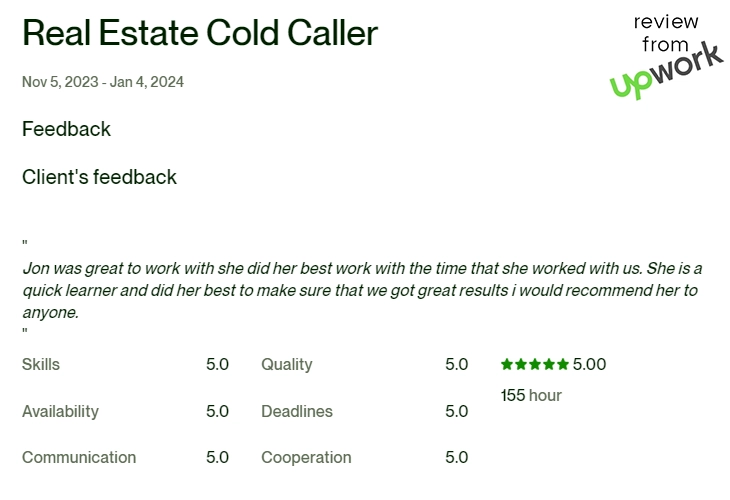 Real Estate Cold Caller
review
from
upwork
Nov 5, 2023 - Jan 4, 2024
Feedback
Client's feedback
"
Jon was great to work with she did her best work with the time that she worked with us. She is a
quick learner and did her best to make sure that we got great results i would recommend her to
anyone.
"
Skills 5.0 Quality 5.0 ★★★★★ 5.00
155 hour
Availability 5.0 Deadlines 5.0
Communication 5.0 Cooperation 5.0